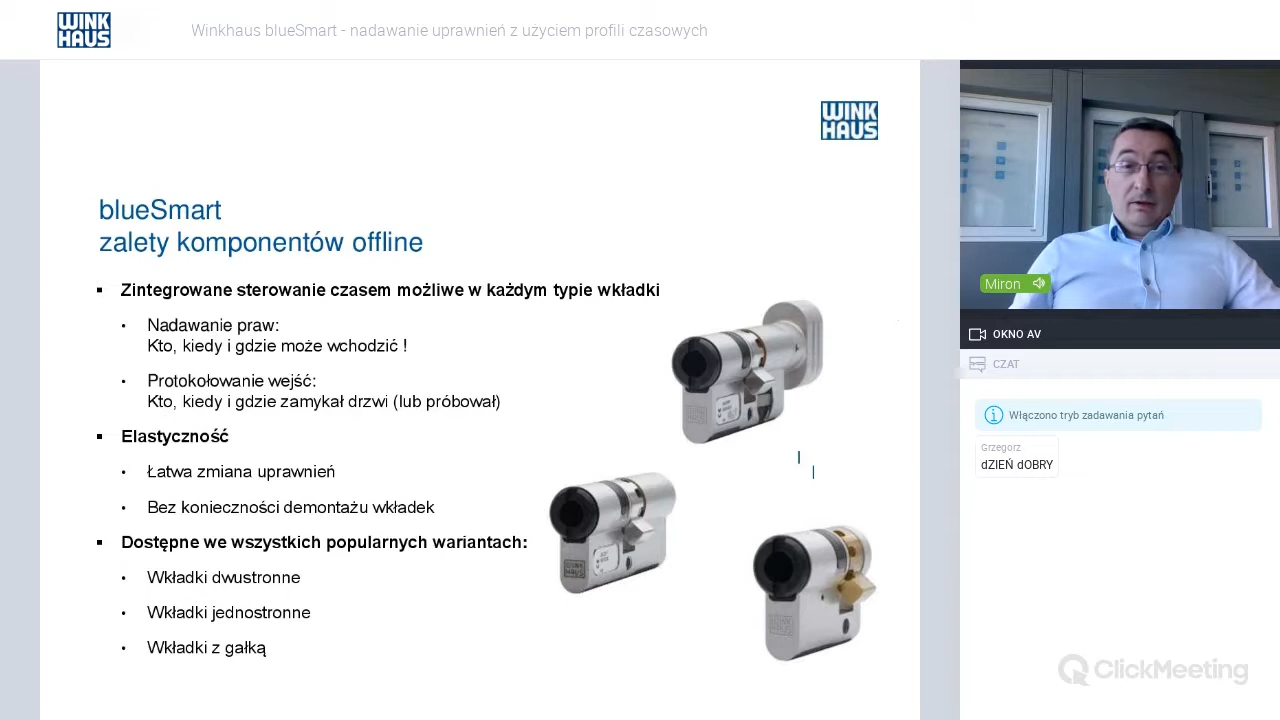 WINK
HAUS
Winkhaus blueSmart - nadawanie uprawnień z użyciem profili czasowych
WINK
HAUS
blueSmart
zalety komponentów offline
▪ Zintegrowane sterowanie czasem możliwe w każdym typie wkładki
• Nadawanie praw:
Kto, kiedy i gdzie może wchodzić !
• Protokołowanie wejść:
Kto, kiedy i gdzie zamykał drzwi (lub próbował)
▪ Elastyczność
• Łatwa zmiana uprawnień
• Bez konieczności demontażu wkładek
▪ Dostępne we wszystkich popularnych wariantach:
• Wkładki dwustronne
• Wkładki jednostronne
• Wkładki z gałką
WINK
HAUS
Miron
OKNO AV
CZAT
Włączono tryb zadawania pytań
Grzegorz
dZIEŃ dOBRY
ClickMeeting